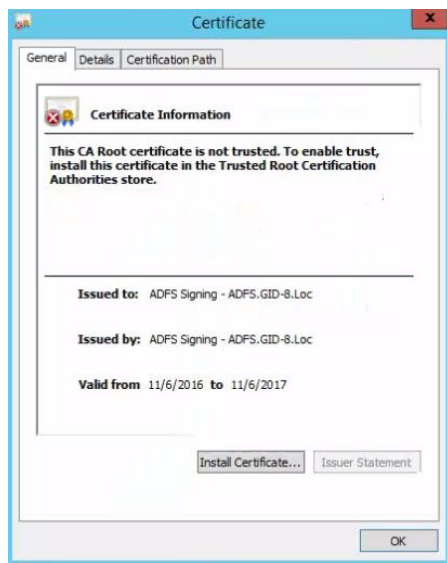 Certificate
General Details Certification Path
Certificate Information
This CA Root certificate is not trusted. To enable trust,
install this certificate in the Trusted Root Certification
Authorities store.
Issued to: ADFS Signing - ADFS.GID-8.Loc
Issued by: ADFS Signing - ADFS.GID-8.Loc
Valid from 11/6/2016 to 11/6/2017
Install Certificate... Issuer Statement
OK